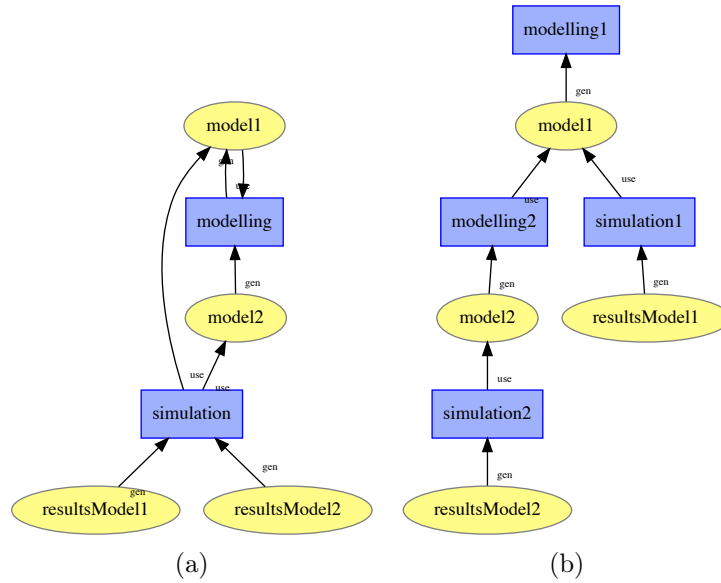 modelling1
gen
model1
model1
gen
use
use
modelling
modelling2
use
simulation1
gen
gen
gen
model2
model2
resultsModel1
use
use
use
simulation
simulation2
gen
gen
gen
resultsModel1
resultsModel2
resultsModel2
(a)
(b)